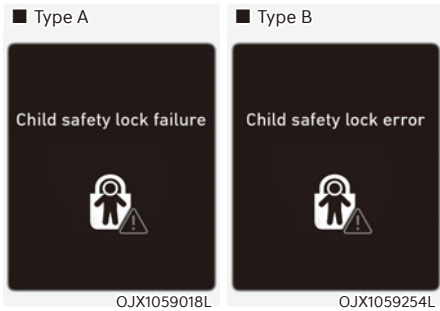 ■ Type A
Child safety lock failure
OJX1059018L
■ Type B
Child safety lock error
OJX1059254L